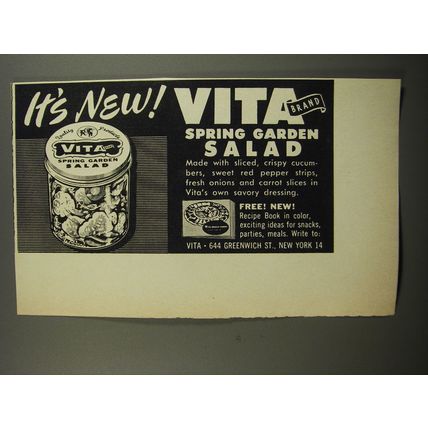 It's New!
VITA BRAND
SPRING GARDEN
SALAD
Made with sliced, crispy cucum-
bers, sweet red pepper strips,
fresh onions and carrot slices in
Vita's own savory dressing.
FREE! NEW!
Recipe Book in color,
exciting ideas for snacks,
parties, meals. Write to:
VITA • 644 GREENWICH ST., NEW YORK 14
Quality Products
VITA
SPRING GARDEN
SALAD